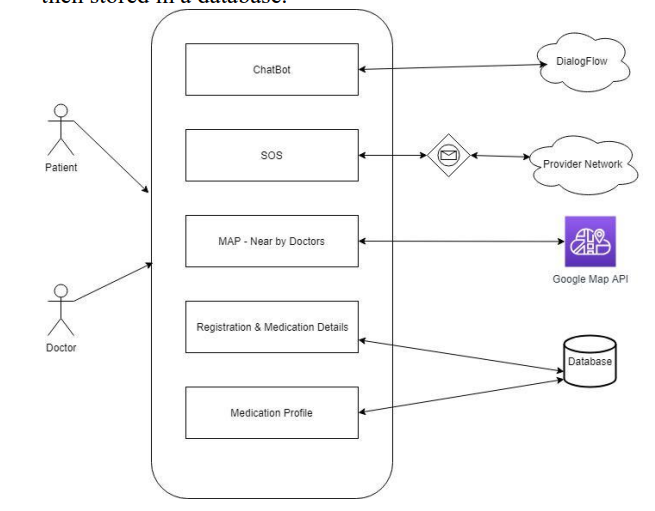 then stored in a database.
ChatBot
DialogFlow
Patient
SOS
Provider Network
MAP - Near by Doctors
Google Map API
Doctor
Registration & Medication Details
Database
Medication Profile